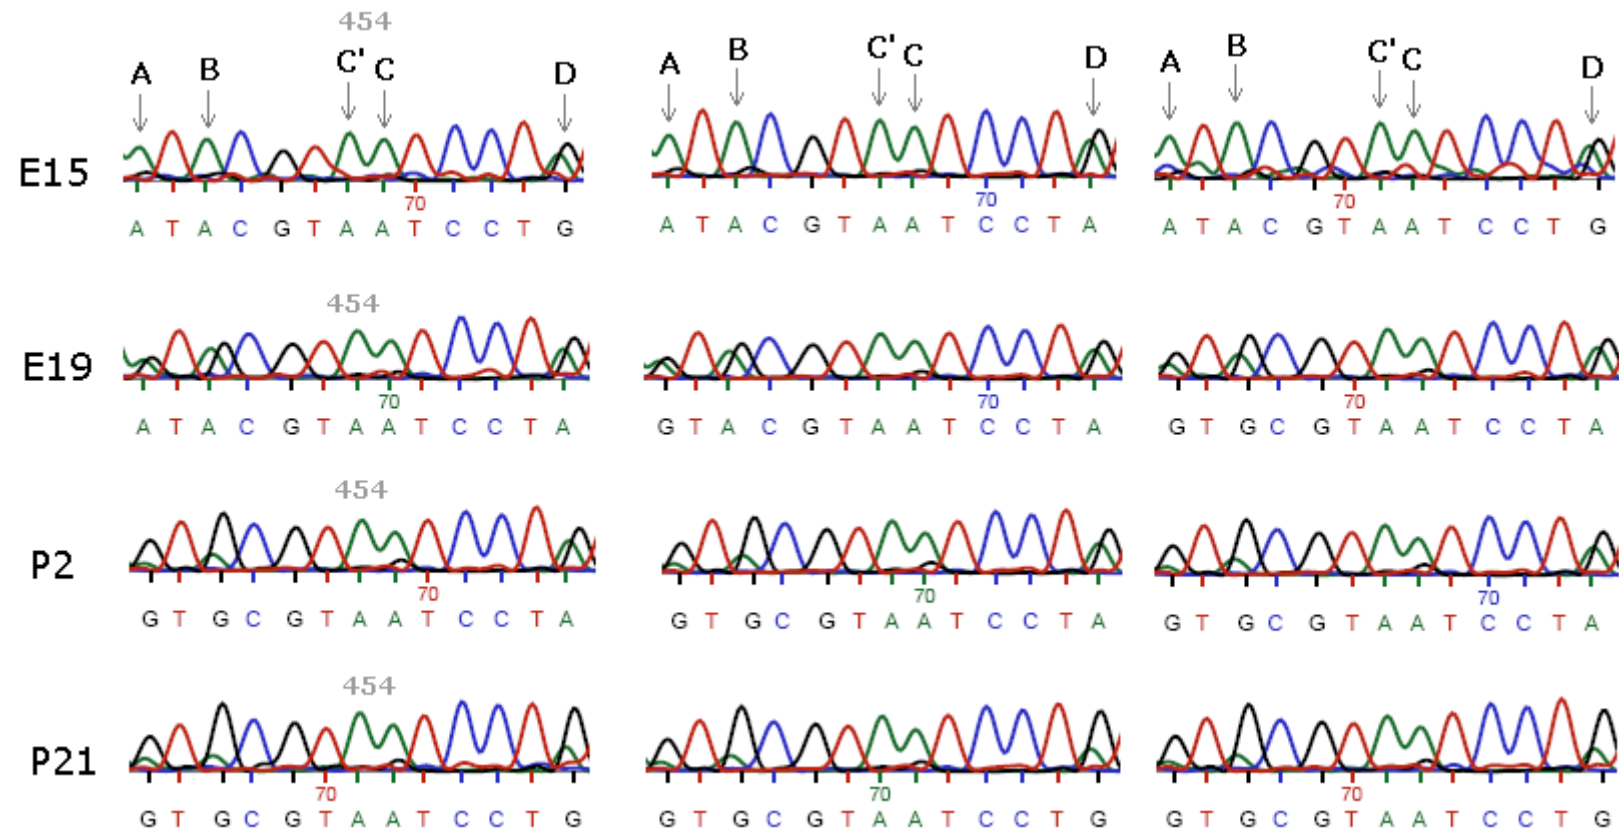 454
A B C' C D A B C' C D A B C' C D
E15
70 70 70
A T A C G T A A T C C T G A T A C G T A A T C C T A A T A C G T A A T C C T G
454
E19
70 70 70
A T A C G T A A T C C T A G T A C G T A A T C C T A G T G C G T A A T C C T A
454
P2
70 70 70
G T G C G T A A T C C T A G T G C G T A A T C C T A G T G C G T A A T C C T A
454
P21
70 70 70
G T G C G T A A T C C T G G T G C G T A A T C C T G G T G C G T A A T C C T G